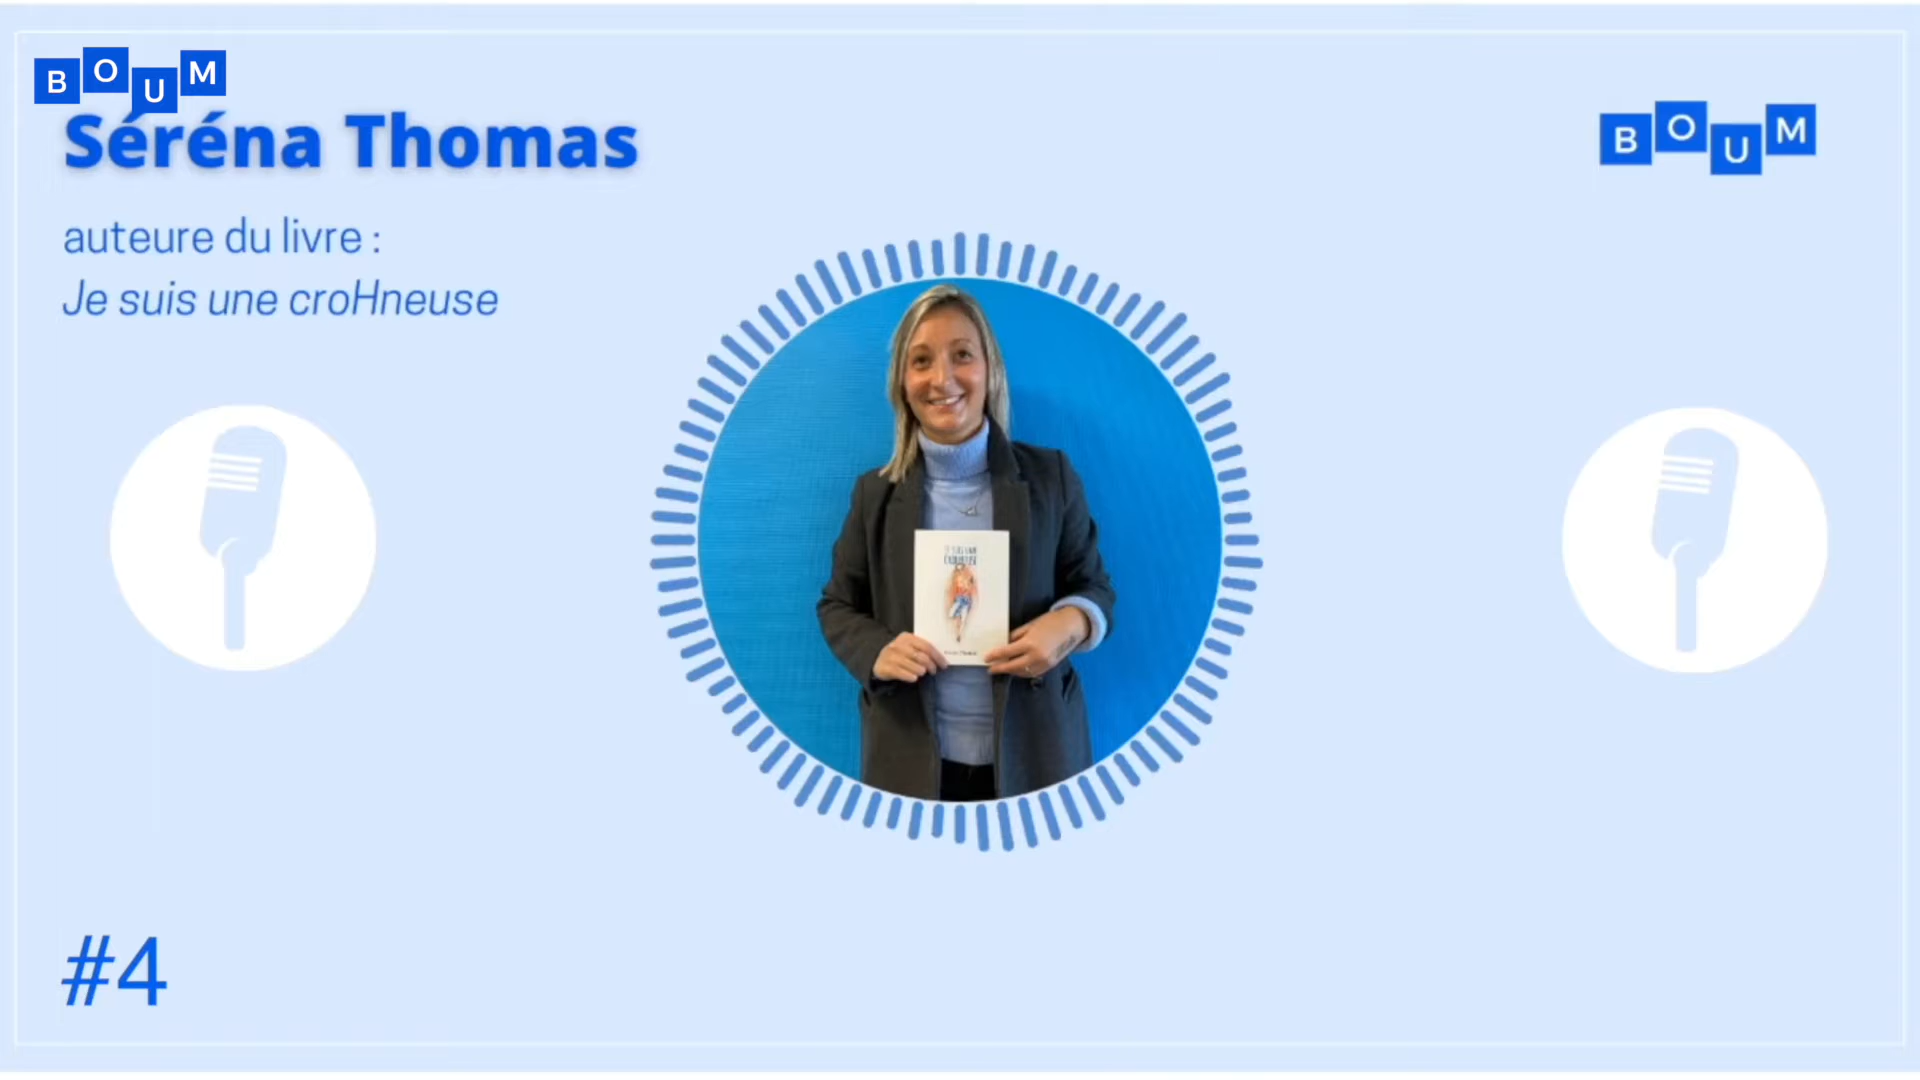 BOUM
Séréna Thomas
BOUM
auteure du livre :
Je suis une croHneuse
#4